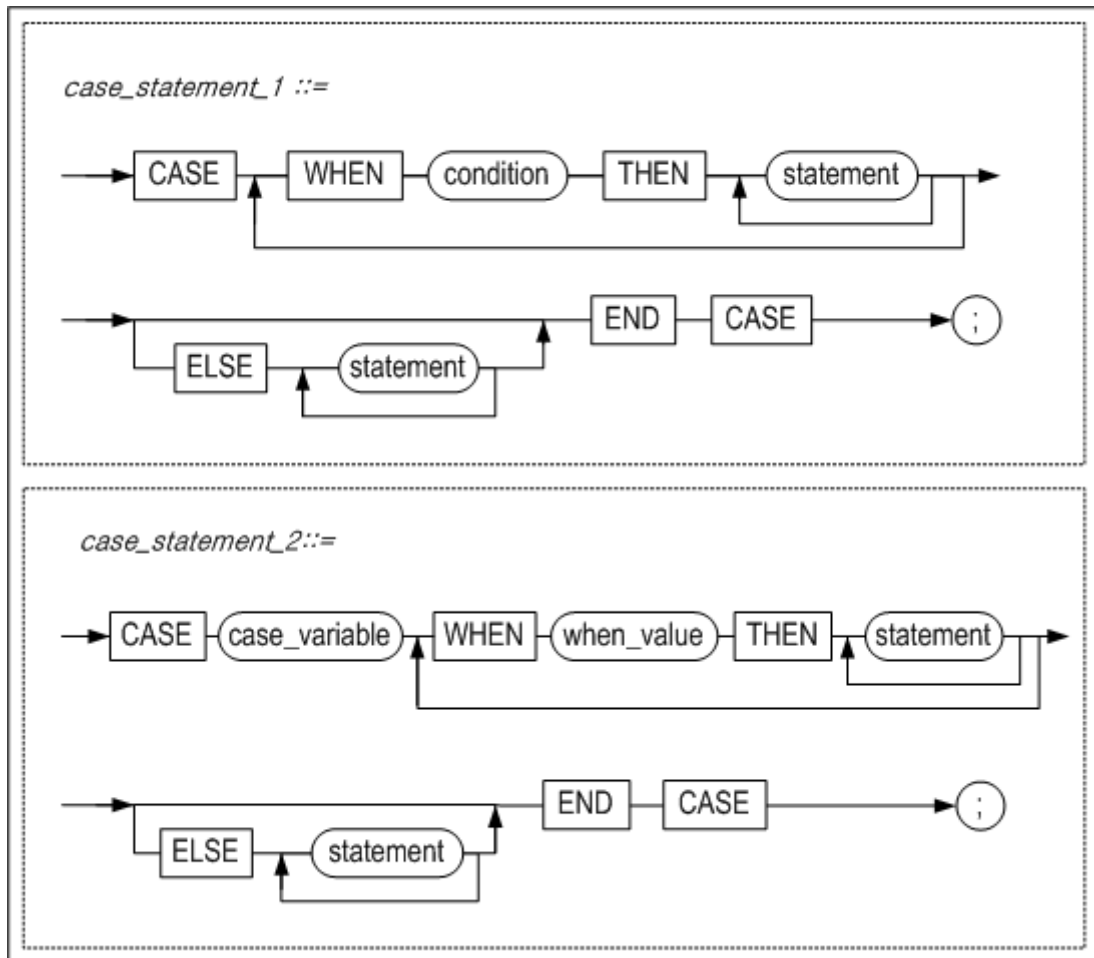 case_statement_1 ::=
CASE WHEN condition THEN statement
END CASE ;
ELSE statement
case_statement_2::=
CASE case_variable WHEN when_value THEN statement
END CASE ;
ELSE statement